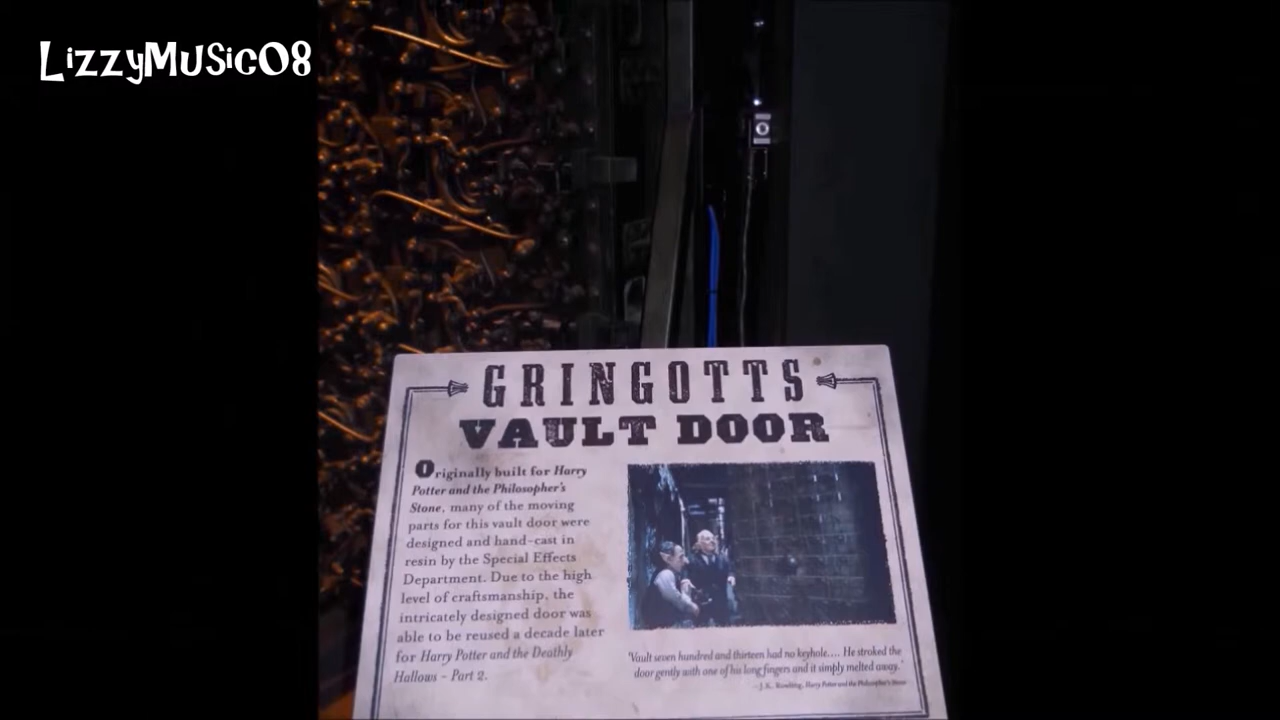 LizzyMusic08
GRINGOTTS
VAULT DOOR
Originally built for Harry
Potter and the Philosopher's
Stone, many of the moving
parts for this vault door were
designed and hand-cast in
resin by the Special Effects
Department. Due to the high
level of craftsmanship, the
intricately designed door was
able to be reused a decade later
for Harry Potter and the Deathly
Hallows – Part 2.
'Vault seven hundred and thirteen had no keyhole.... He stroked the
door gently with one of his long fingers and it simply melted away.'
—J. K. Rowling, Harry Potter and the Philosopher's Stone